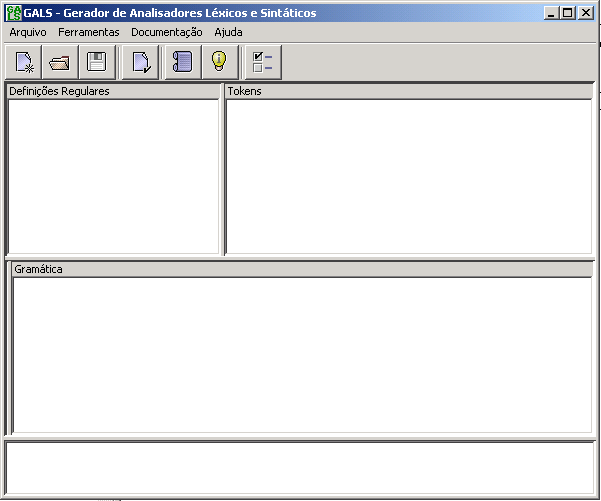 GALS - Gerador de Analisadores Léxicos e Sintáticos
Arquivo Ferramentas Documentação Ajuda
Definições Regulares Tokens
Gramática